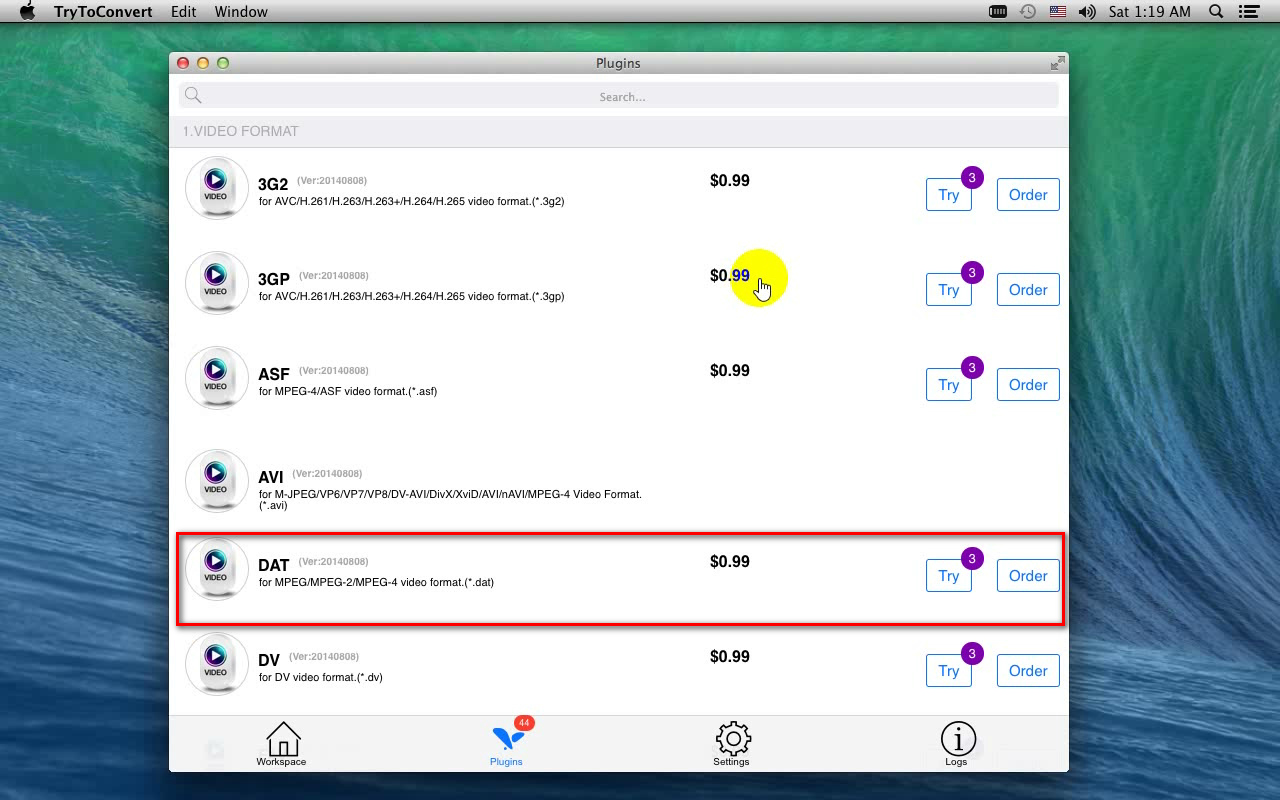 TryToConvert Edit Window Sat 1:19 AM
Plugins
Search...
1.VIDEO FORMAT
VIDEO
3G2 (Ver:20140808) $0.99
for AVC/H.261/H.263/H.263+/H.264/H.265 video format.(*.3g2)
Try 3 Order
VIDEO
3GP (Ver:20140808) $0.99
for AVC/H.261/H.263/H.263+/H.264/H.265 video format.(*.3gp)
Try 3 Order
VIDEO
ASF (Ver:20140808) $0.99
for MPEG-4/ASF video format.(*.asf)
Try 3 Order
VIDEO
AVI (Ver:20140808)
for M-JPEG/VP6/VP7/VP8/DV-AVI/DivX/XviD/AVI/nAVI/MPEG-4 Video Format.
(*.avi)
VIDEO
DAT (Ver:20140808) $0.99
for MPEG/MPEG-2/MPEG-4 video format.(*.dat)
Try 3 Order
VIDEO
DV (Ver:20140808) $0.99
for DV video format.(*.dv)
Try 3 Order
44
Workspace Plugins Settings Logs